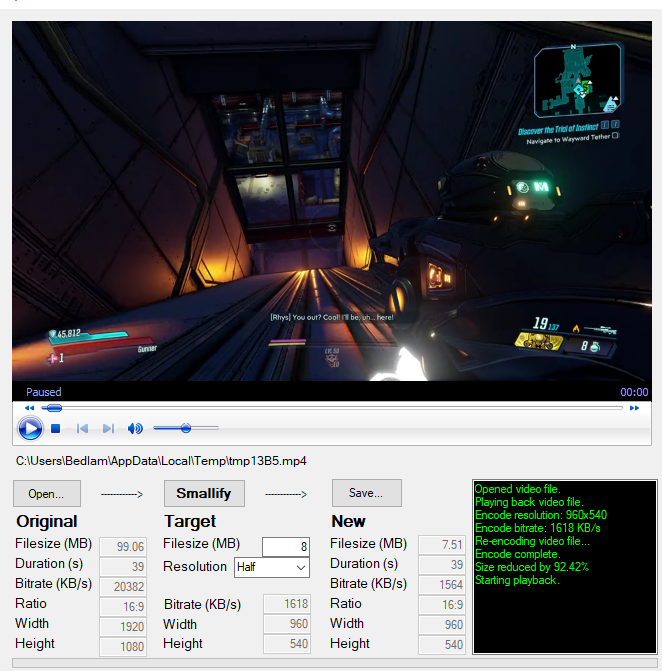 N
Discover the Trial of Instinct
Navigate to Wayward Tether
[Rhys] You out? Cool! I'll be, uh... here!
45,812
1
Gunner
LVL 50
19/137
8
Paused
00:00
C:\Users\Bedlam\AppData\Local\Temp\tmp13B5.mp4
Open... ------------> Smallify ------------> Save...
Original Target New
Filesize (MB) 99.06 Filesize (MB) 8 Filesize (MB) 7.51
Duration (s) 39 Resolution Half Duration (s) 39
Bitrate (KB/s) 20382 Bitrate (KB/s) 1564
Ratio 16:9 Bitrate (KB/s) 1618 Ratio 16:9
Width 1920 Width 960 Width 960
Height 1080 Height 540 Height 540
Opened video file.
Playing back video file.
Encode resolution: 960x540
Encode bitrate: 1618 KB/s
Re-encoding video file...
Encode complete.
Size reduced by 92.42%
Starting playback.